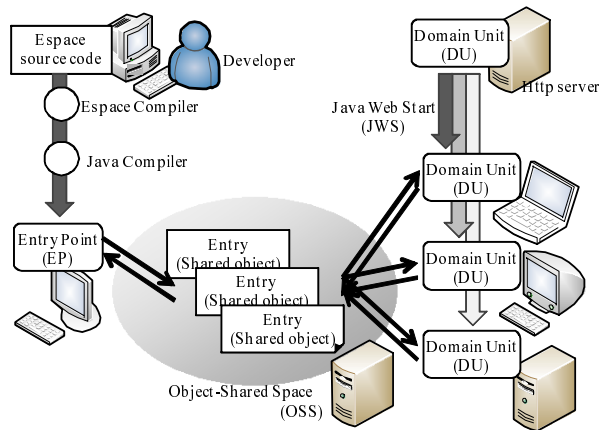 Espace
source code
Developer
Espace Compiler
Java Compiler
Domain Unit
(DU)
Http server
Java Web Start
(JWS)
Domain Unit
(DU)
Domain Unit
(DU)
Domain Unit
(DU)
Entry Point
(EP)
Entry
(Shared object)
Entry
(Shared object)
Entry
(Shared object)
Object-Shared Space
(OSS)